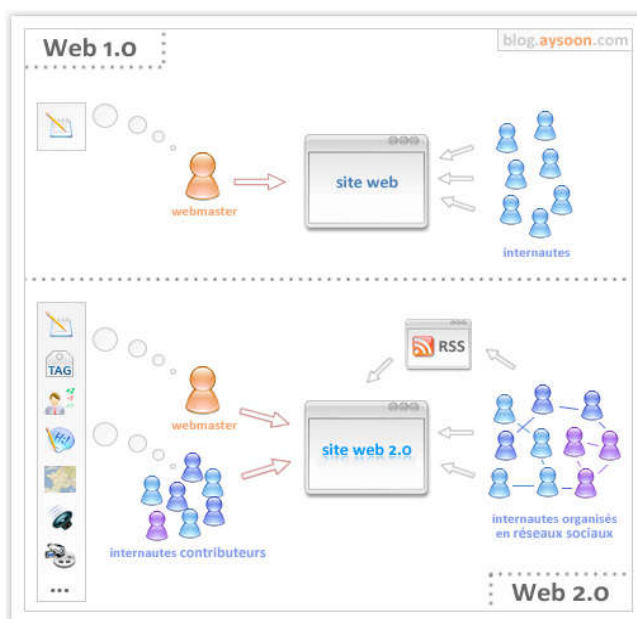 Web 1.0
blog.aysoon.com
site web
webmaster
internautes
RSS
TAG
webmaster
Hi!
site web 2.0
internautes contributeurs
internautes organisés
en réseaux sociaux
...
Web 2.0